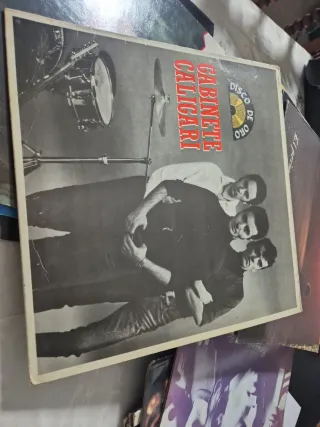 GABINETE
CALIGARI
DISCO DE ORO